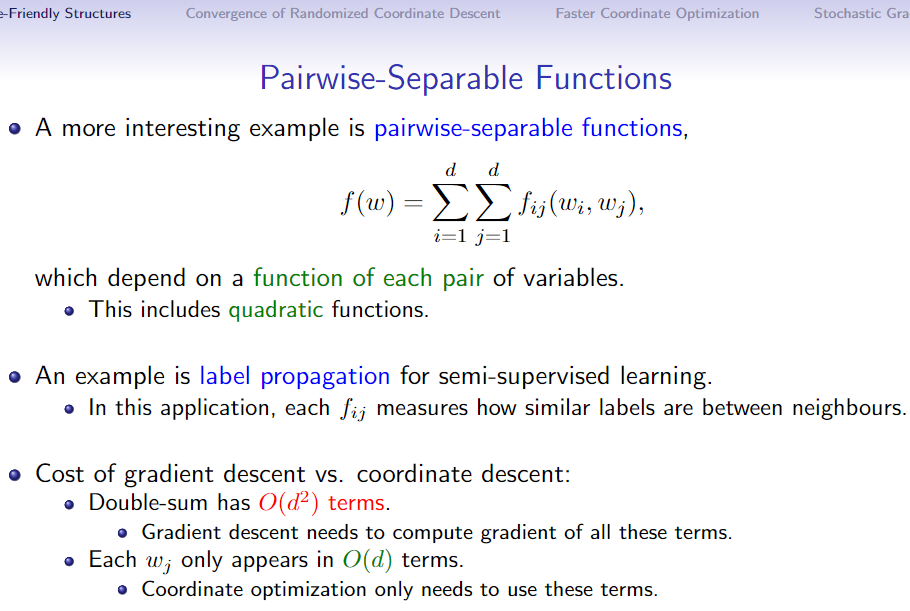 e-Friendly Structures Convergence of Randomized Coordinate Descent Faster Coordinate Optimization Stochastic Gra
Pairwise-Separable Functions
A more interesting example is pairwise-separable functions,
f(w) = ∑_{i=1}^{d} ∑_{j=1}^{d} f_{ij}(w_i, w_j),
which depend on a function of each pair of variables.
This includes quadratic functions.
An example is label propagation for semi-supervised learning.
In this application, each f_{ij} measures how similar labels are between neighbours.
Cost of gradient descent vs. coordinate descent:
Double-sum has O(d²) terms.
Gradient descent needs to compute gradient of all these terms.
Each w_j only appears in O(d) terms.
Coordinate optimization only needs to use these terms.